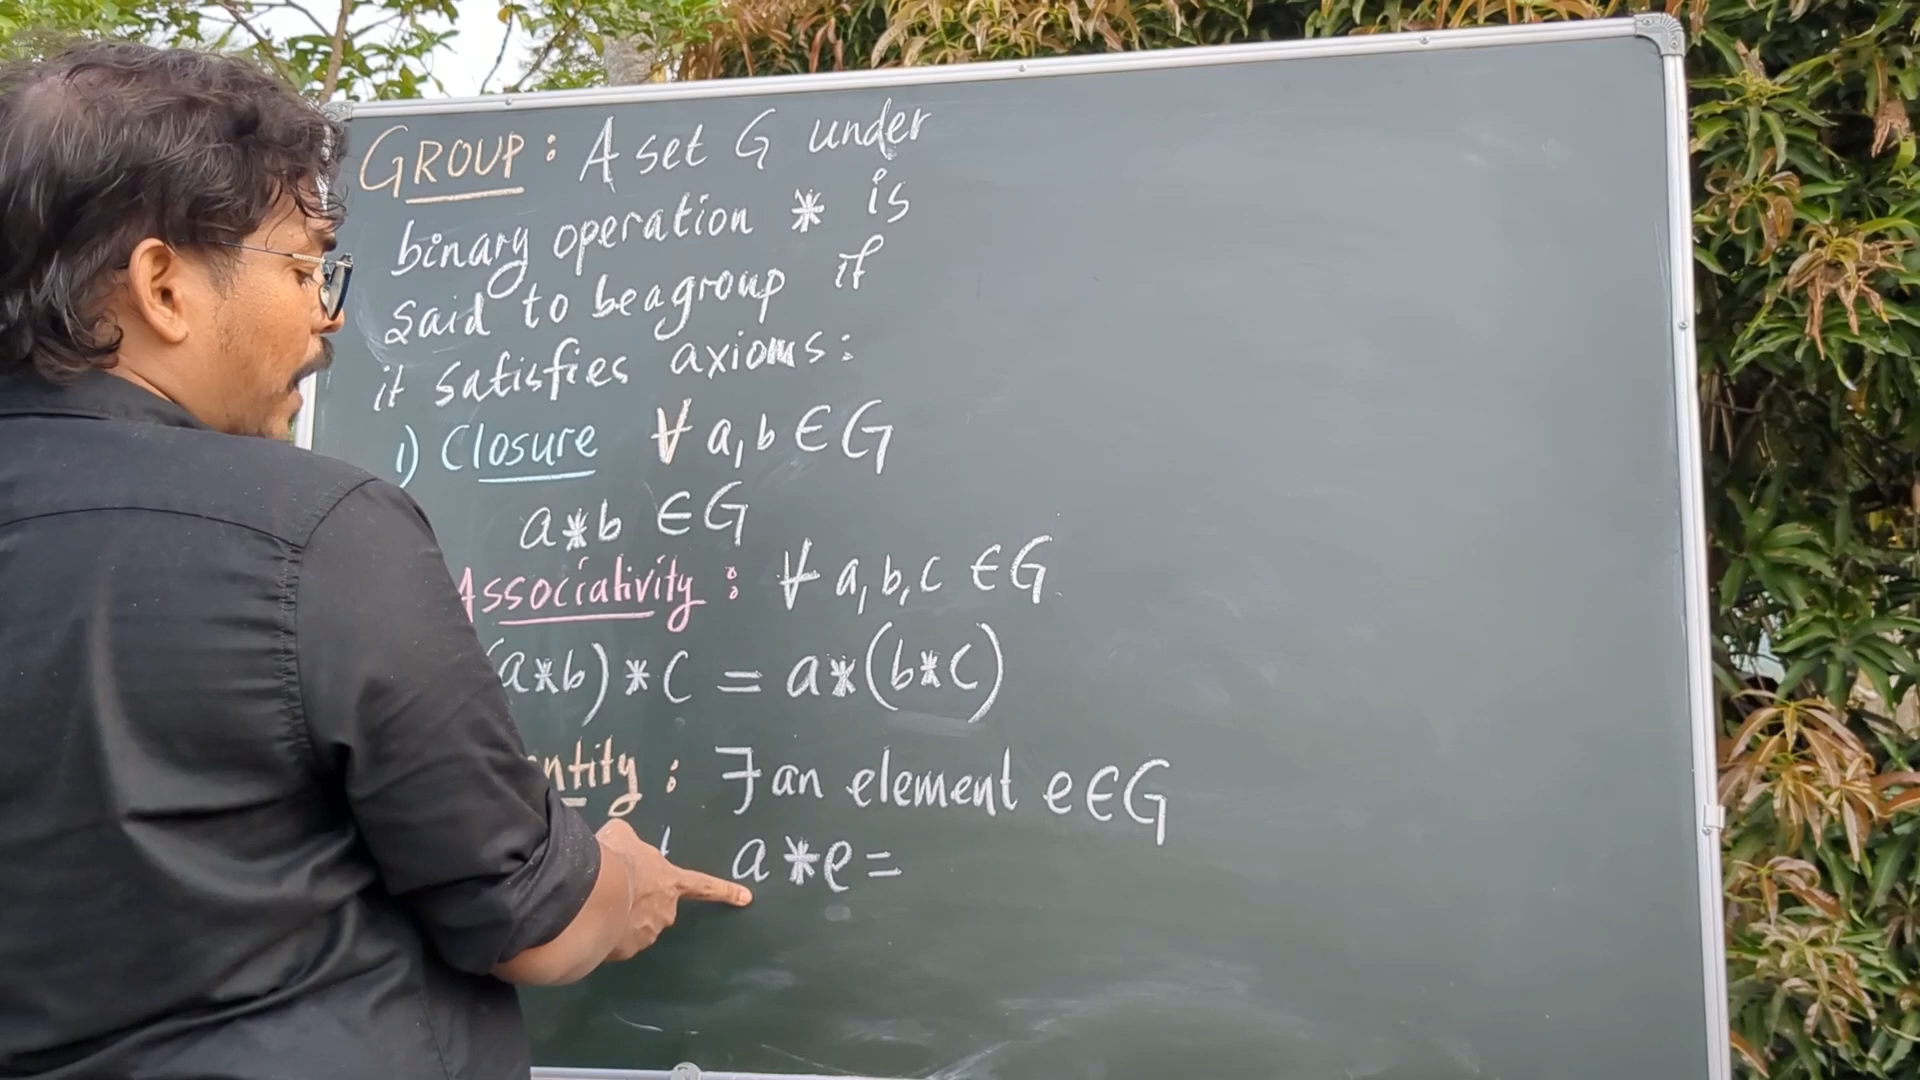 GROUP : A set G under
binary operation * is
said to be a group if
it satisfies axioms:
1) Closure ∀ a,b ∈ G
a*b ∈ G
Associativity : ∀ a,b,c ∈ G
(a*b)*c = a*(b*c)
ntity : ∃ an element e ∈ G
a*e =